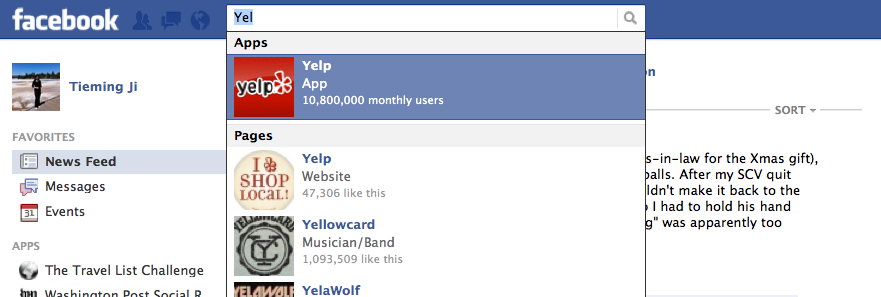 facebook
Yel
Apps
yelp
Yelp
App
10,800,000 monthly users
Tieming Ji
on
SORT
FAVORITES
News Feed
Messages
31
Events
Pages
I
SHOP
LOCAL!
Yelp
Website
47,306 like this
s-in-law for the Xmas gift),
balls. After my SCV quit
ldn't make it back to the
I had to hold his hand
g" was apparently too
YELLOWCARD
YC
Yellowcard
Musician/Band
1,093,509 like this
APPS
The Travel List Challenge
Washington Post Social R
YELAWOLF
YelaWolf